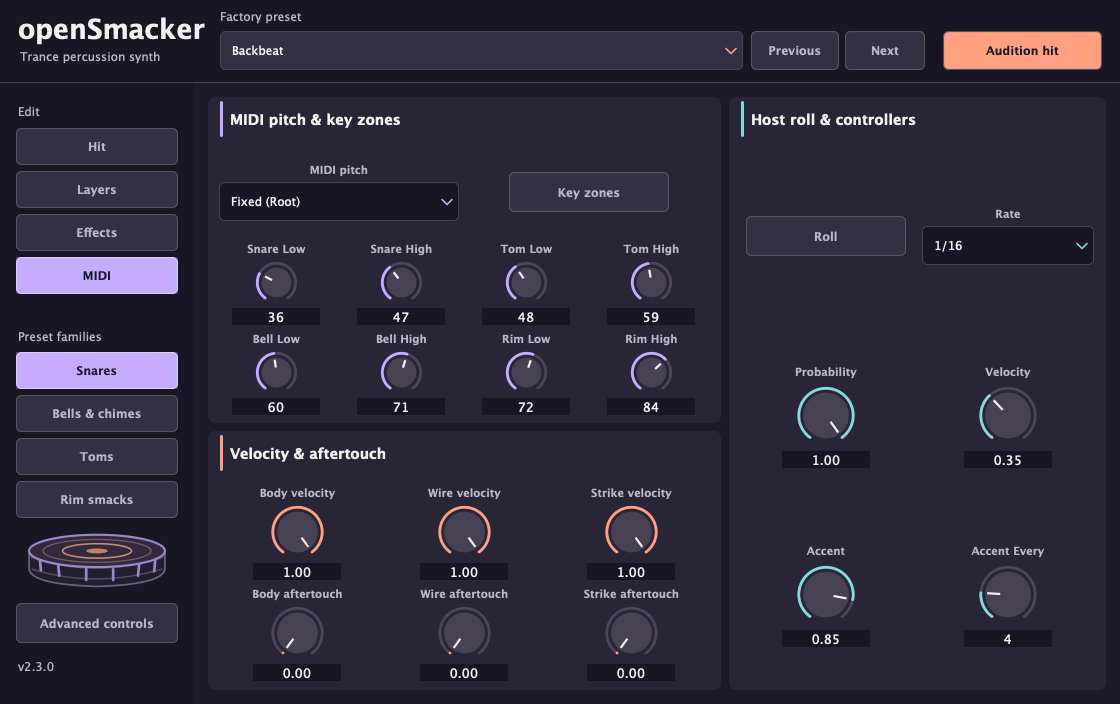 openSmacker
Trance percussion synth
Factory preset
Backbeat
Previous
Next
Audition hit
Edit
Hit
Layers
Effects
MIDI
Preset families
Snares
Bells & chimes
Toms
Rim smacks
Advanced controls
v2.3.0
MIDI pitch & key zones
MIDI pitch
Fixed (Root)
Key zones
Snare Low
Snare High
Tom Low
Tom High
36
47
48
59
Bell Low
Bell High
Rim Low
Rim High
60
71
72
84
Velocity & aftertouch
Body velocity
Wire velocity
Strike velocity
1.00
1.00
1.00
Body aftertouch
Wire aftertouch
Strike aftertouch
0.00
0.00
0.00
Host roll & controllers
Roll
Rate
1/16
Probability
Velocity
1.00
0.35
Accent
Accent Every
0.85
4